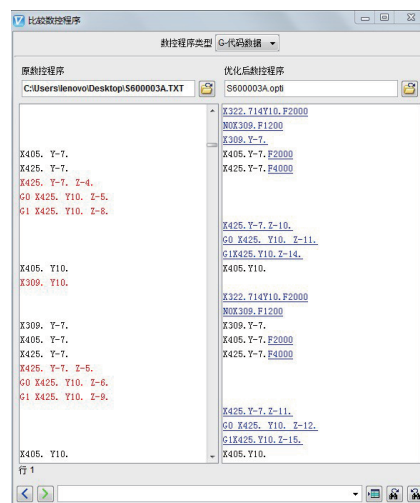 比较数控程序
数控程序类型 G-代码数据
原数控程序
C:\Users\lenovo\Desktop\S600003A.TXT
X405. Y-7.
X425. Y-7.
X425. Y-7. Z-4.
G0 X425. Y10. Z-5.
G1 X425. Y10. Z-8.
X405. Y10.
X309. Y10.
X309. Y-7.
X405. Y-7.
X425. Y-7.
X425. Y-7. Z-5.
G0 X425. Y10. Z-6.
G1 X425. Y10. Z-9.
X405. Y10.
优化后数控程序
S600003A.opti
X322.714Y10.F2000
N0X309.F1200
X309.Y-7.
X405.Y-7.F2000
X425.Y-7.F4000
X425.Y-7.Z-10.
G0 X425. Y10. Z-11.
G1X425.Y10.Z-14.
X405.Y10.
X322.714Y10.F2000
N0X309.F1200
X309.Y-7.
X405.Y-7.F2000
X425.Y-7.F4000
X425.Y-7.Z-11.
G0 X425. Y10. Z-12.
G1X425.Y10.Z-15.
X405.Y10.
行 1